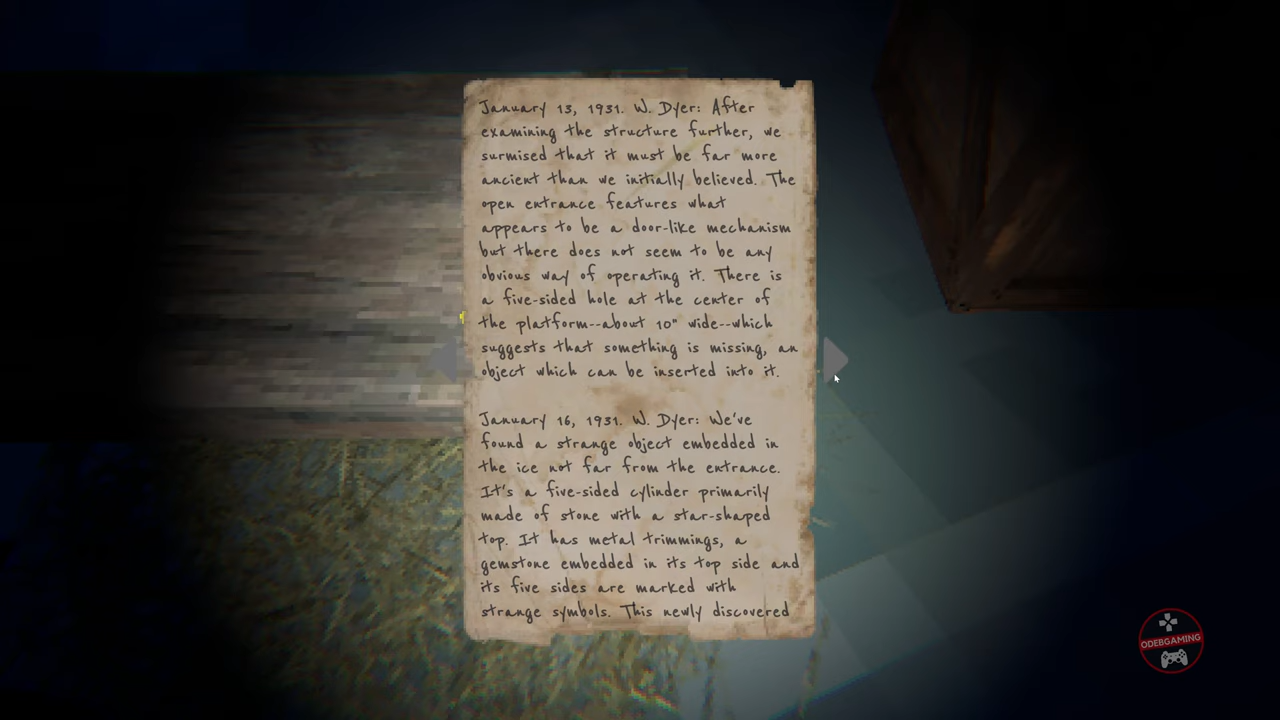 January 13, 1931. W. Dyer: After
examining the structure further, we
surmised that it must be far more
ancient than we initially believed. The
open entrance features what
appears to be a door-like mechanism
but there does not seem to be any
obvious way of operating it. There is
a five-sided hole at the center of
the platform--about 10" wide--which
suggests that something is missing, an
object which can be inserted into it.
January 16, 1931. W. Dyer: We've
found a strange object embedded in
the ice not far from the entrance.
It's a five-sided cylinder primarily
made of stone with a star-shaped
top. It has metal trimmings, a
gemstone embedded in its top side and
its five sides are marked with
strange symbols. This newly discovered
ODEBGAMING